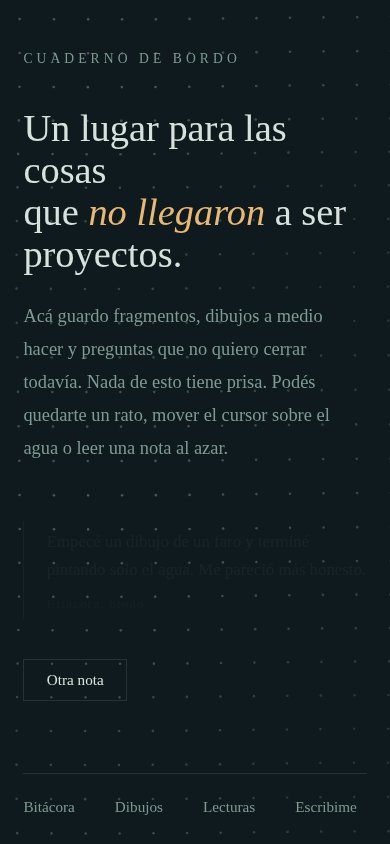 CUADERNO DE BORDO
Un lugar para las
cosas
que no llegaron a ser
proyectos.
Acá guardo fragmentos, dibujos a medio
hacer y preguntas que no quiero cerrar
todavía. Nada de esto tiene prisa. Podés
quedarte un rato, mover el cursor sobre el
agua o leer una nota al azar.
Empecé un dibujo de un faro y terminé
pintando solo el agua. Me pareció más honesto.
Otra nota
Bitácora
Dibujos
Lecturas
Escribime